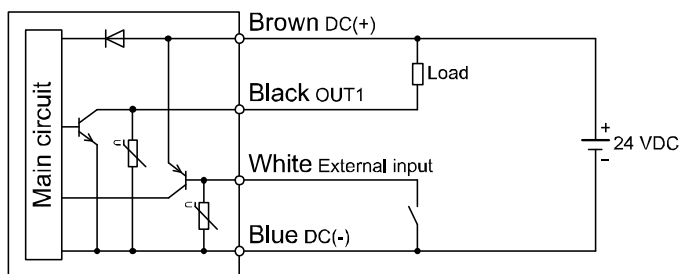 Brown DC(+)
Main circuit
Load
Black OUT1
+
24 VDC
-
White External input
Blue DC(-)
U
U